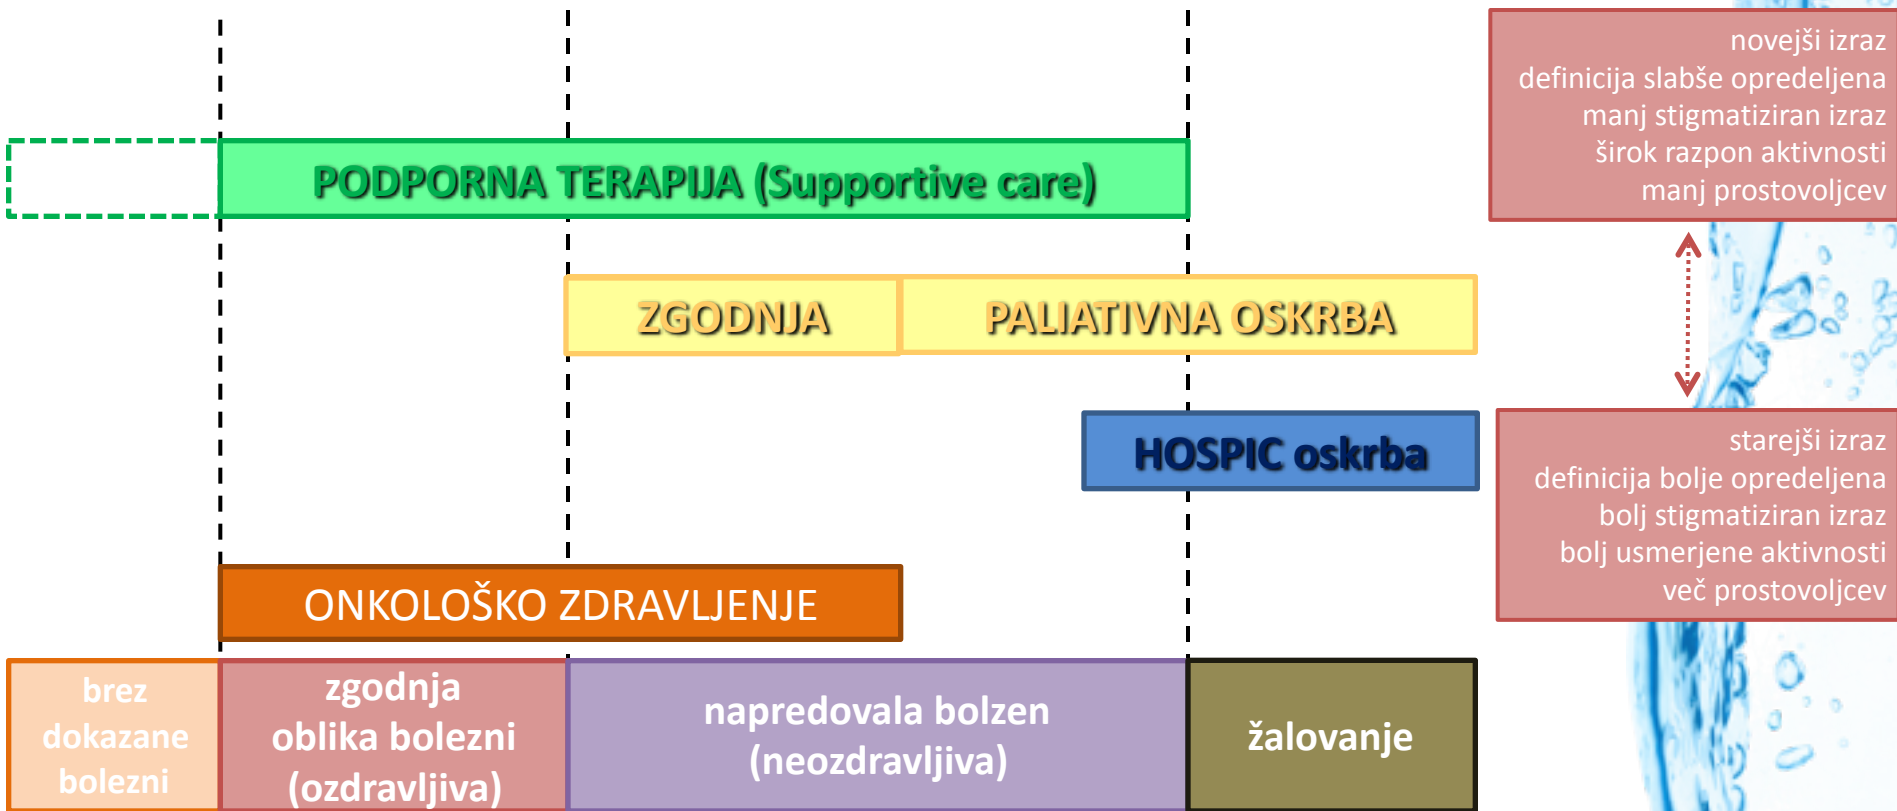 novejši izraz
definicija slabše opredeljena
manj stigmatiziran izraz
širok razpon aktivnosti
manj prostovoljcev
PODPORNA TERAPIJA (Supportive care)
ZGODNJA
PALIATIVNA OSKRBA
HOSPIC oskrba
starejši izraz
definicija bolje opredeljena
bolj stigmatiziran izraz
bolj usmerjene aktivnosti
več prostovoljcev
ONKOLOŠKO ZDRAVLJENJE
brez
dokazane
bolezni
zgodnja
oblika bolezni
(ozdravljiva)
napredovala bolzen
(neozdravljiva)
žalovanje